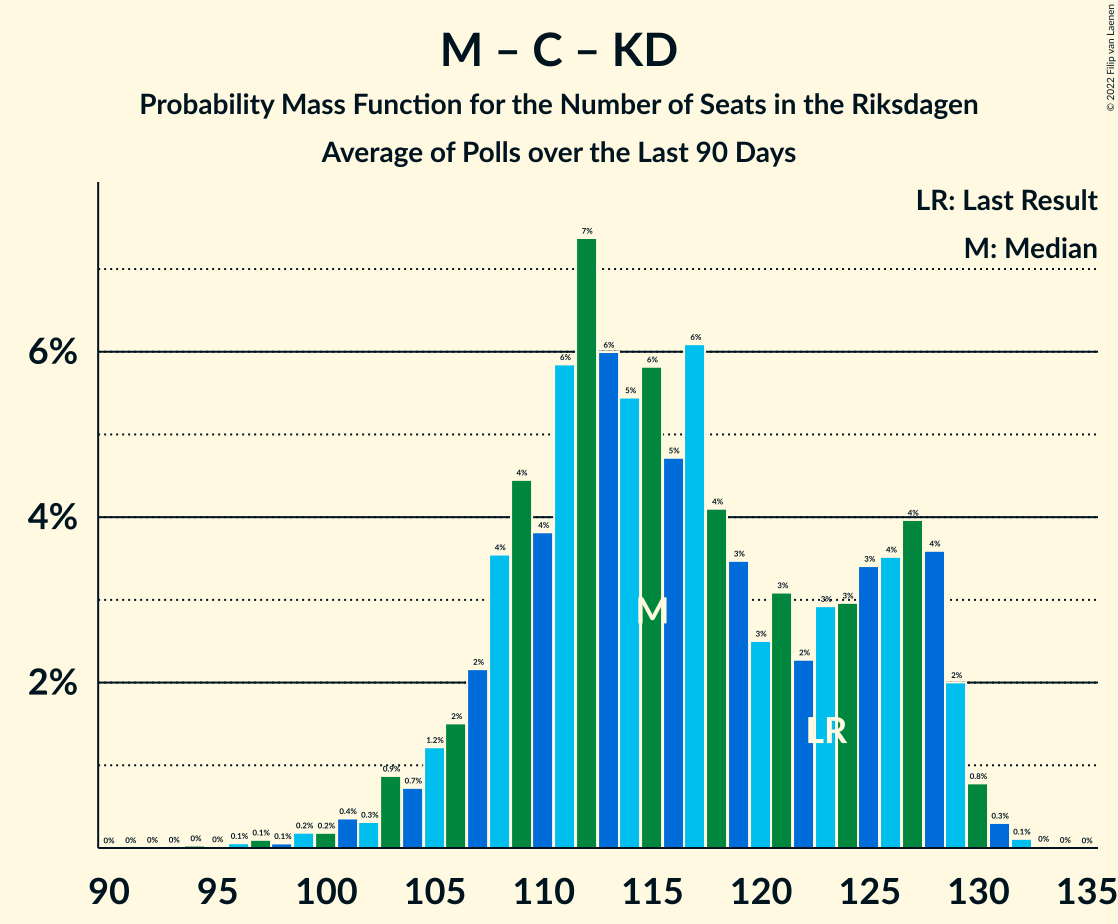 M – C – KD
Probability Mass Function for the Number of Seats in the Riksdagen
Average of Polls over the Last 90 Days
© 2022 Filip van Laenen
LR: Last Result
M: Median
6%
4%
2%
0% 0% 0% 0% 0% 0% 0.1% 0.1% 0.1% 0.2% 0.2% 0.4% 0.3% 0.9% 0.7% 1.2% 2% 2% 4% 4% 4% 6% 7% 6% 5% 6% 5% 6% 4% 3% 3% 3% 2% 3% 3% 3% 4% 4% 4% 2% 0.8% 0.3% 0.1% 0% 0% 0%
M
LR
90 95 100 105 110 115 120 125 130 135